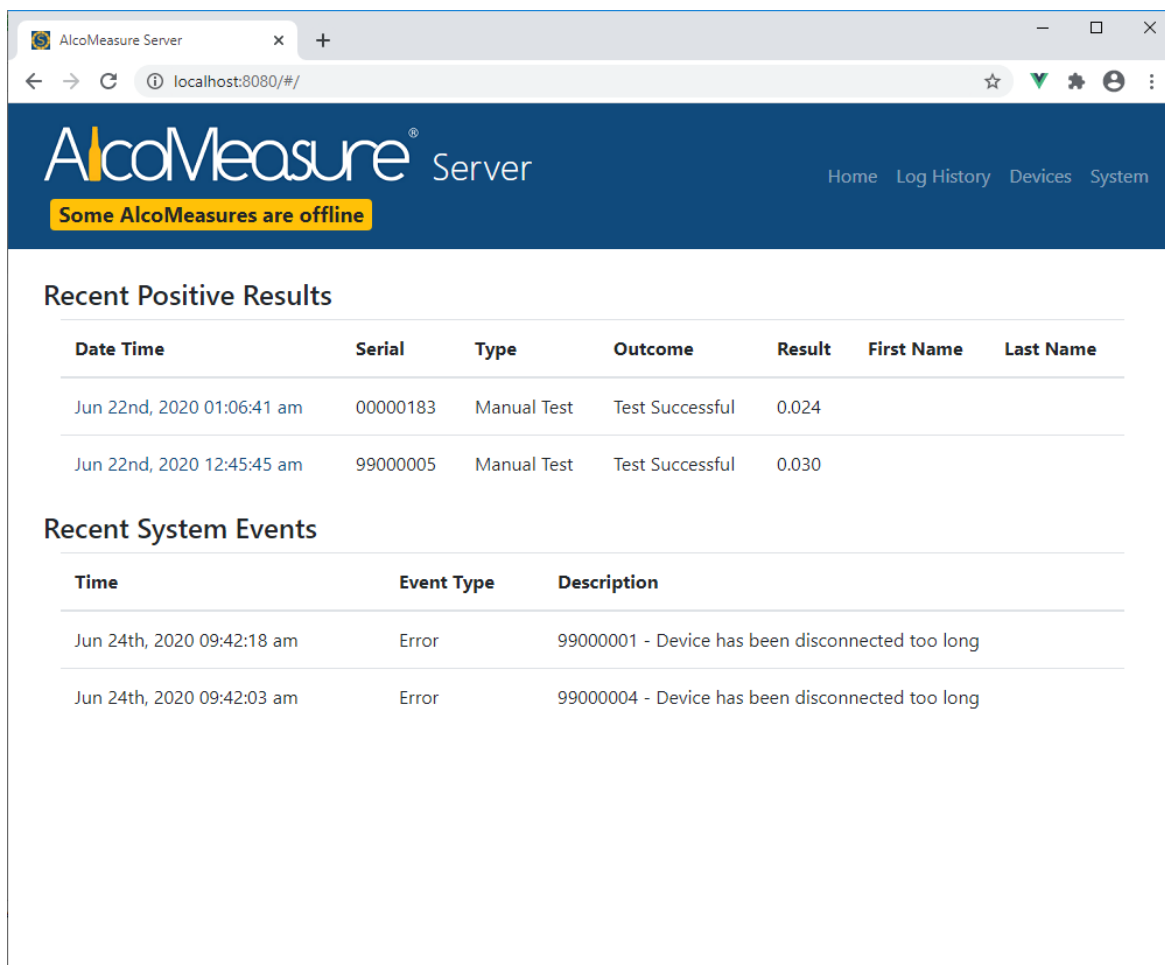 AlcoMeasure Server
localhost:8080/#/
AlcoMeasure® Server
Home Log History Devices System
Some AlcoMeasures are offline
Recent Positive Results
Date Time Serial Type Outcome Result First Name Last Name
Jun 22nd, 2020 01:06:41 am 00000183 Manual Test Test Successful 0.024
Jun 22nd, 2020 12:45:45 am 99000005 Manual Test Test Successful 0.030
Recent System Events
Time Event Type Description
Jun 24th, 2020 09:42:18 am Error 99000001 - Device has been disconnected too long
Jun 24th, 2020 09:42:03 am Error 99000004 - Device has been disconnected too long